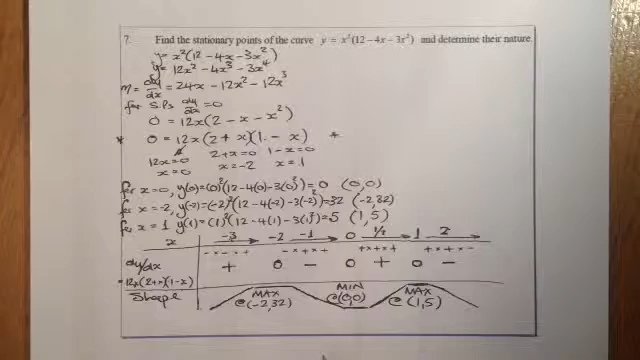 7. Find the stationary points of the curve y = x²(12 − 4x − 3x²) and determine their nature.
y = x²(12 − 4x − 3x²)
y = 12x² − 4x³ − 3x⁴
m = dy/dx = 24x − 12x² − 12x³
for S.Ps dy/dx = 0
0 = 12x(2 − x − x²)
* 0 = 12x(2 + x)(1 − x) *
12x = 0 2 + x = 0 1 − x = 0
x = 0 x = −2 x = 1
for x = 0, y(0) = (0)²(12 − 4(0) − 3(0)²) = 0 (0,0)
for x = −2, y(−2) = (−2)²(12 − 4(−2) − 3(−2)²) = 32 (−2,32)
for x = 1 y(1) = (1)²(12 − 4(1) − 3(1)²) = 5 (1,5)
x −3 −2 −1 0 1/2 1 2
− × − × + − × + × + + × + × + + × + × −
dy/dx + 0 − 0 + 0 −
= 12x(2+x)(1−x)
Shape MAX @(−2,32) MIN @(0,0) MAX @(1,5)